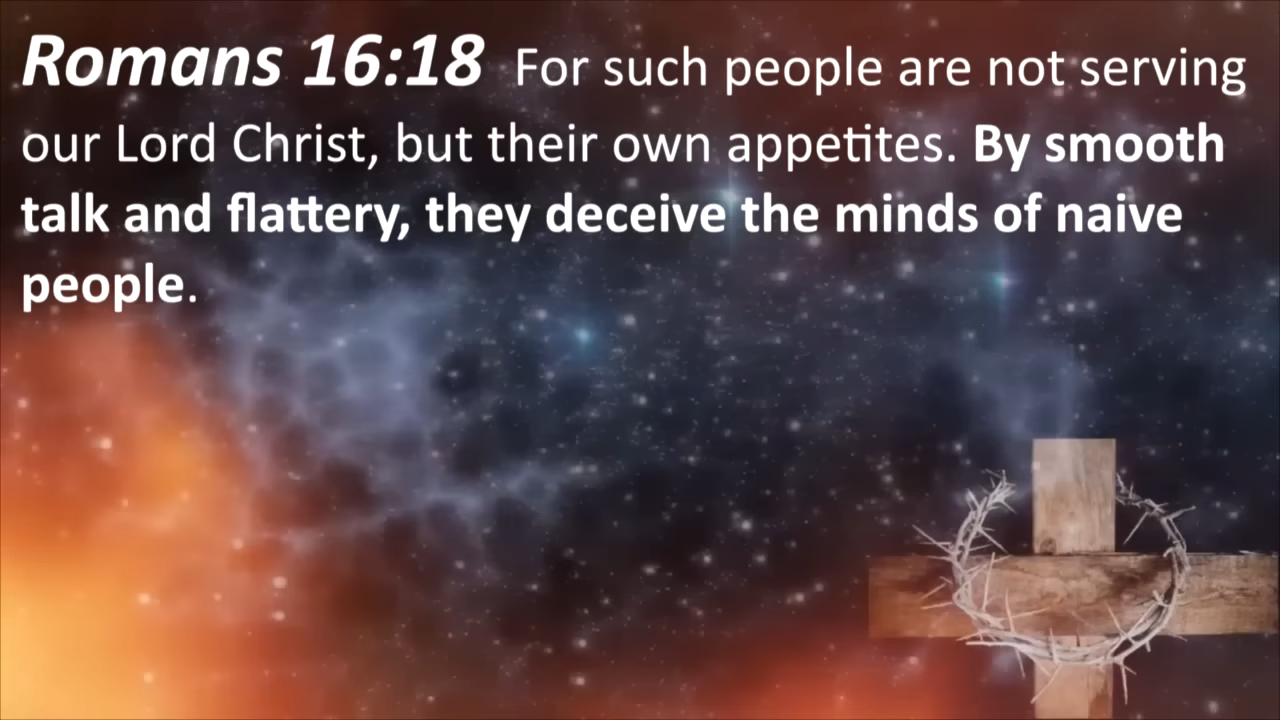 Romans 16:18 For such people are not serving
our Lord Christ, but their own appetites. By smooth
talk and flattery, they deceive the minds of naive
people.